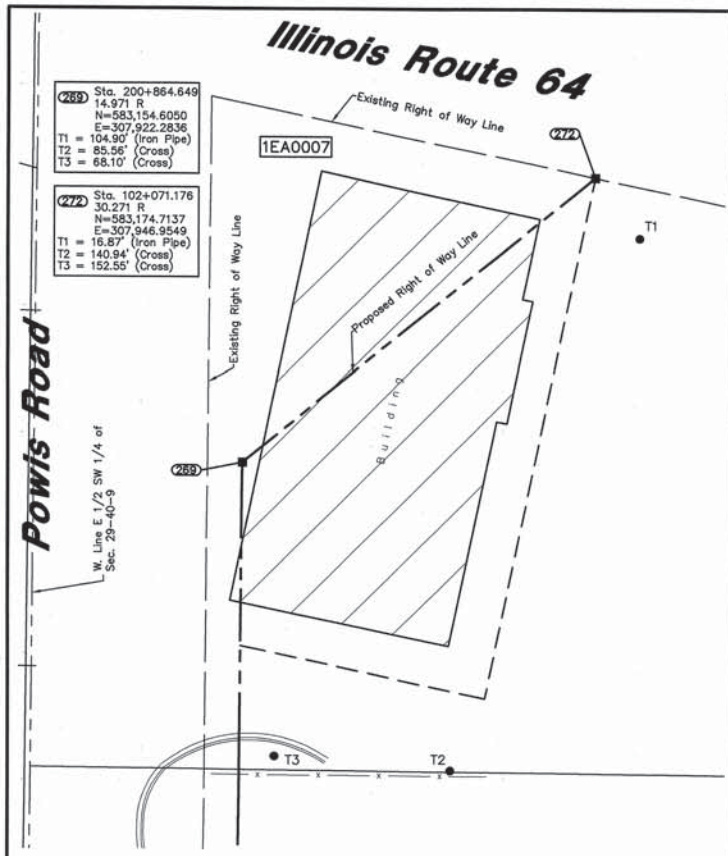 Illinois Route 64
Existing Right of Way Line
269 Sta. 200+864.649
14.971 R
N=583,154.6050
E=307,922.2836
T1 = 104.90' (Iron Pipe)
T2 = 85.56' (Cross)
T3 = 68.10' (Cross)
272
1EA0007
272 Sta. 102+071.176
30.271 R
N=583,174.7137
E=307,946.9549
T1 = 16.87' (Iron Pipe)
T2 = 140.94' (Cross)
T3 = 152.55' (Cross)
T1
Existing Right of Way Line
Proposed Right of Way Line
Building
Powis Road
269
W. Line E 1/2 SW 1/4 of
Sec. 29-40-9
T3
T2
x x x x